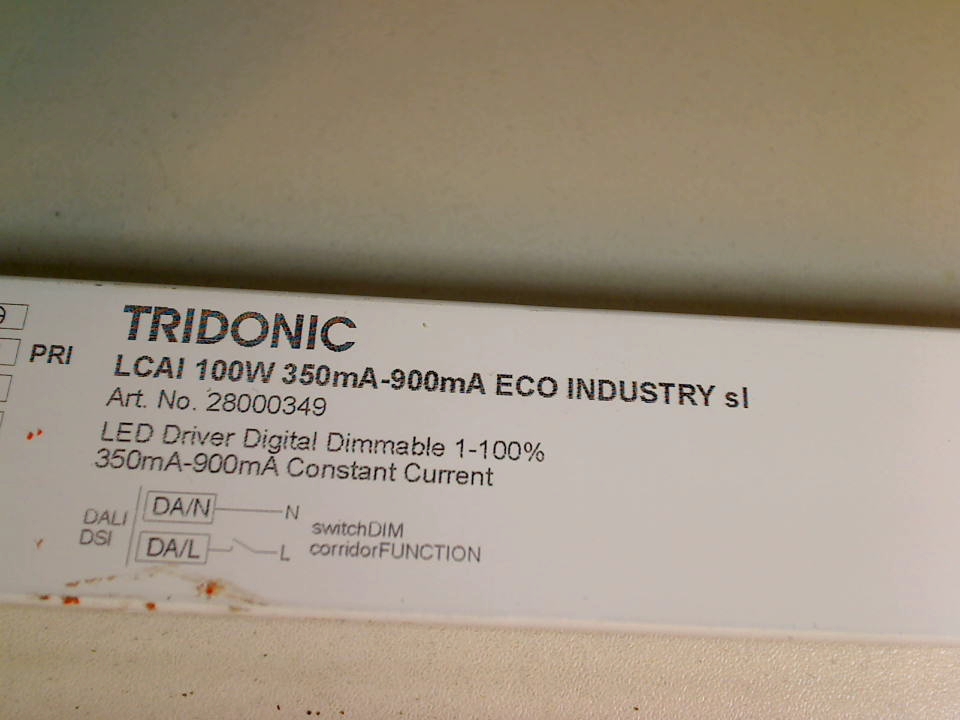 TRIDONIC
PRI
LCAI 100W 350mA-900mA ECO INDUSTRY sl
Art. No. 28000349
LED Driver Digital Dimmable 1-100%
350mA-900mA Constant Current
DALI
DSI
DA/N N
DA/L L
switchDIM
corridorFUNCTION